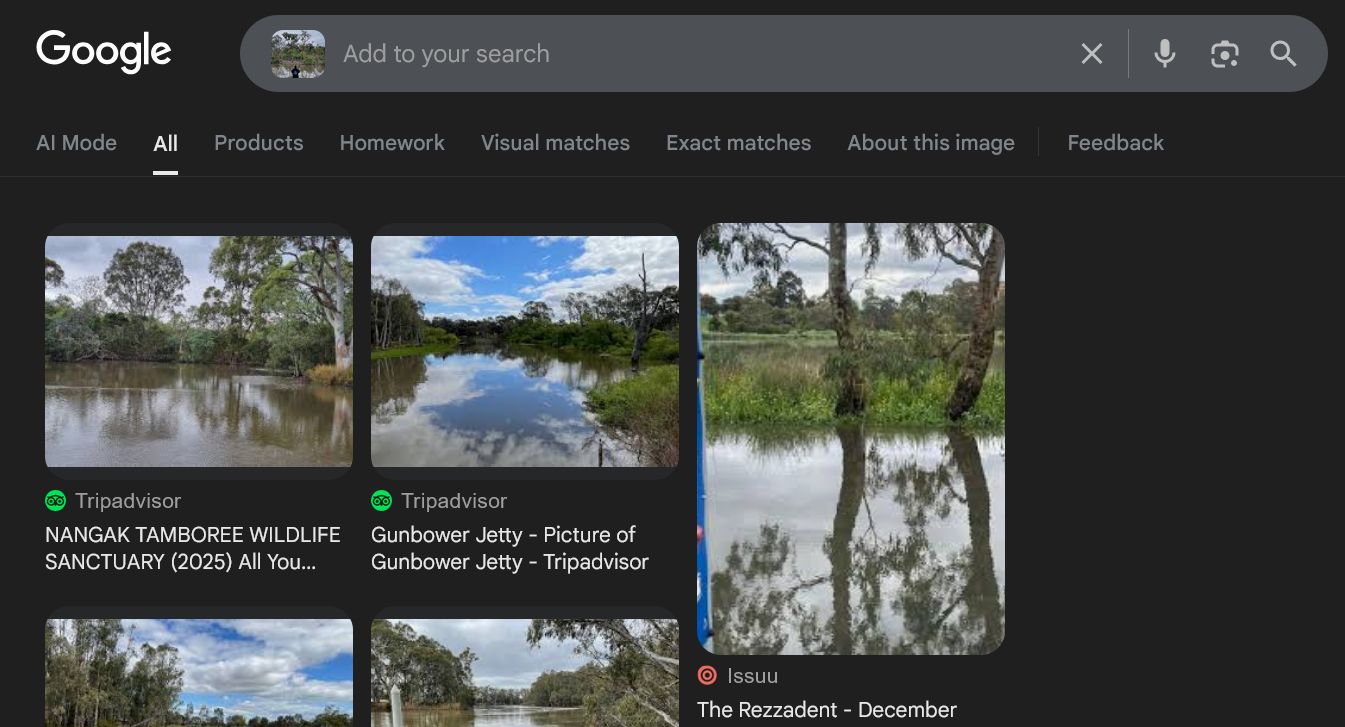 Google
Add to your search
AI Mode
All
Products
Homework
Visual matches
Exact matches
About this image
Feedback
Tripadvisor
NANGAK TAMBOREE WILDLIFE
SANCTUARY (2025) All You...
Tripadvisor
Gunbower Jetty - Picture of
Gunbower Jetty - Tripadvisor
Issuu
The Rezzadent - December